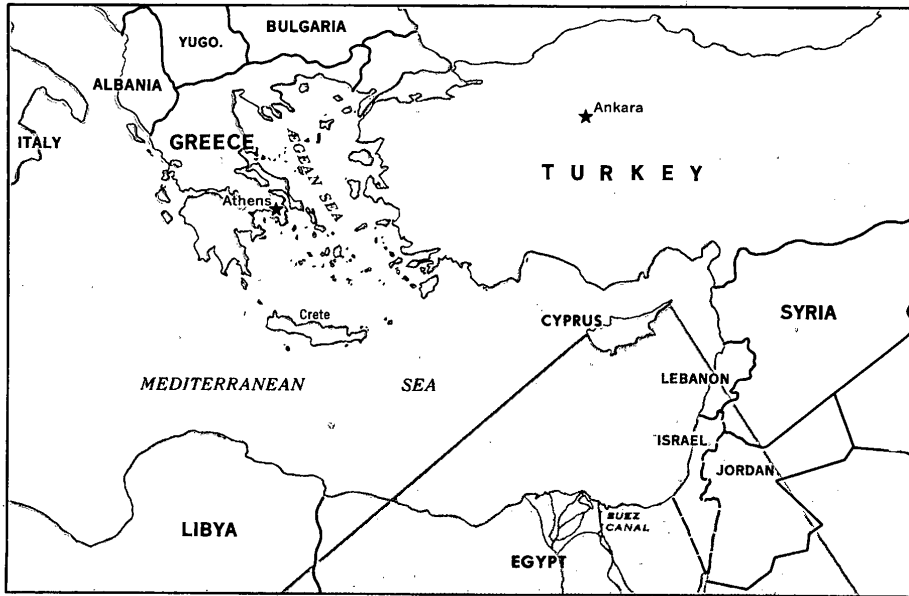 BULGARIA
YUGO.
ALBANIA
Ankara
ITALY
GREECE
ÆGEAN SEA
TURKEY
Athens
Crete
CYPRUS
SYRIA
MEDITERRANEAN SEA
LEBANON
ISRAEL
JORDAN
LIBYA
SUEZ
CANAL
EGYPT